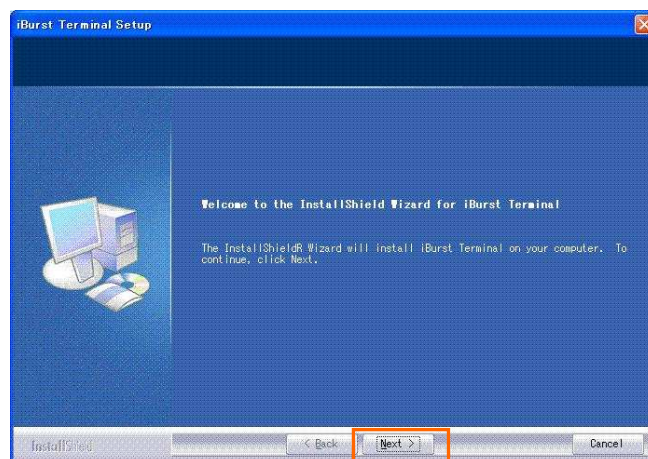 iBurst Terminal Setup
Welcome to the InstallShield Wizard for iBurst Terminal
The InstallShieldR Wizard will install iBurst Terminal on your computer. To
continue, click Next.
InstallShield
< Back
Next >
Cancel